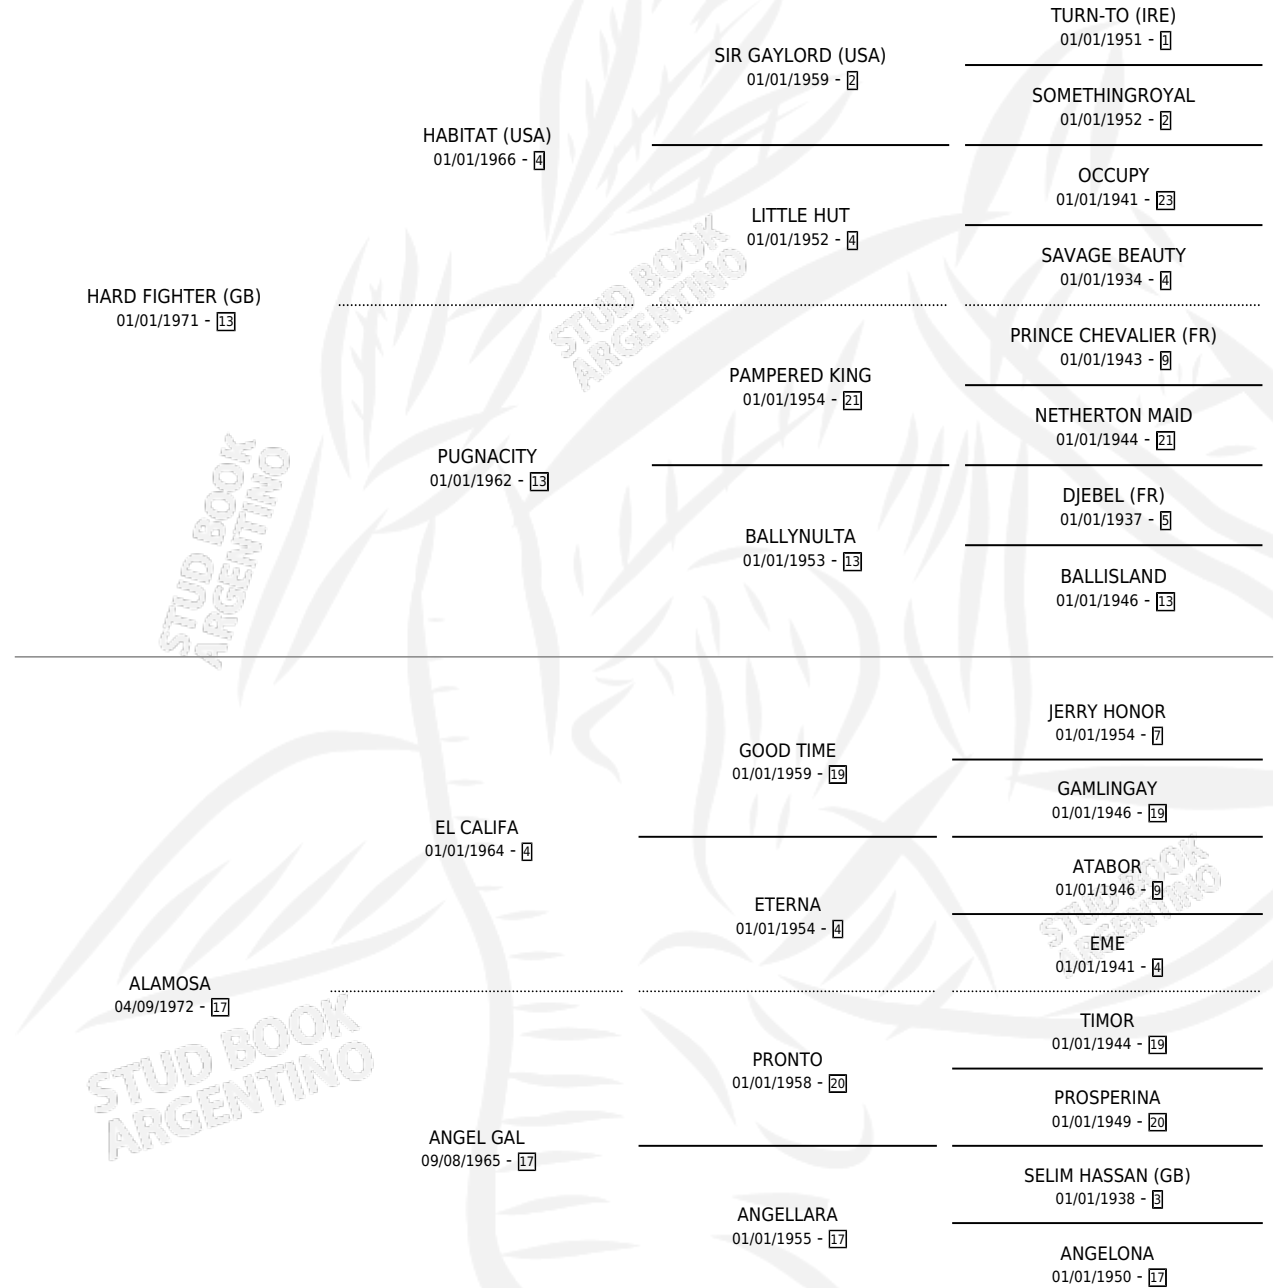 TURN-TO (IRE)
01/01/1951 - 1
SIR GAYLORD (USA)
01/01/1959 - 2
SOMETHINGROYAL
01/01/1952 - 2
HABITAT (USA)
01/01/1966 - 4
OCCUPY
01/01/1941 - 23
LITTLE HUT
01/01/1952 - 4
SAVAGE BEAUTY
01/01/1934 - 4
HARD FIGHTER (GB)
01/01/1971 - 13
STUD BOOK
ARGENTINO
PRINCE CHEVALIER (FR)
01/01/1943 - 9
PAMPERED KING
01/01/1954 - 21
NETHERTON MAID
01/01/1944 - 21
PUGNACITY
01/01/1962 - 13
DJEBEL (FR)
01/01/1937 - 5
BALLYNULTA
01/01/1953 - 13
BALLISLAND
01/01/1946 - 13
STUD BOOK
ARGENTINO
JERRY HONOR
01/01/1954 - 7
GOOD TIME
01/01/1959 - 19
GAMLINGAY
01/01/1946 - 19
EL CALIFA
01/01/1964 - 4
ATABOR
01/01/1946 - 9
ETERNA
01/01/1954 - 4
STUD BOOK
ARGENTINO
EME
01/01/1941 - 4
ALAMOSA
04/09/1972 - 17
STUD BOOK
ARGENTINO
TIMOR
01/01/1944 - 19
PRONTO
01/01/1958 - 20
PROSPERINA
01/01/1949 - 20
ANGEL GAL
09/08/1965 - 17
SELIM HASSAN (GB)
01/01/1938 - 3
ANGELLARA
01/01/1955 - 17
ANGELONA
01/01/1950 - 17